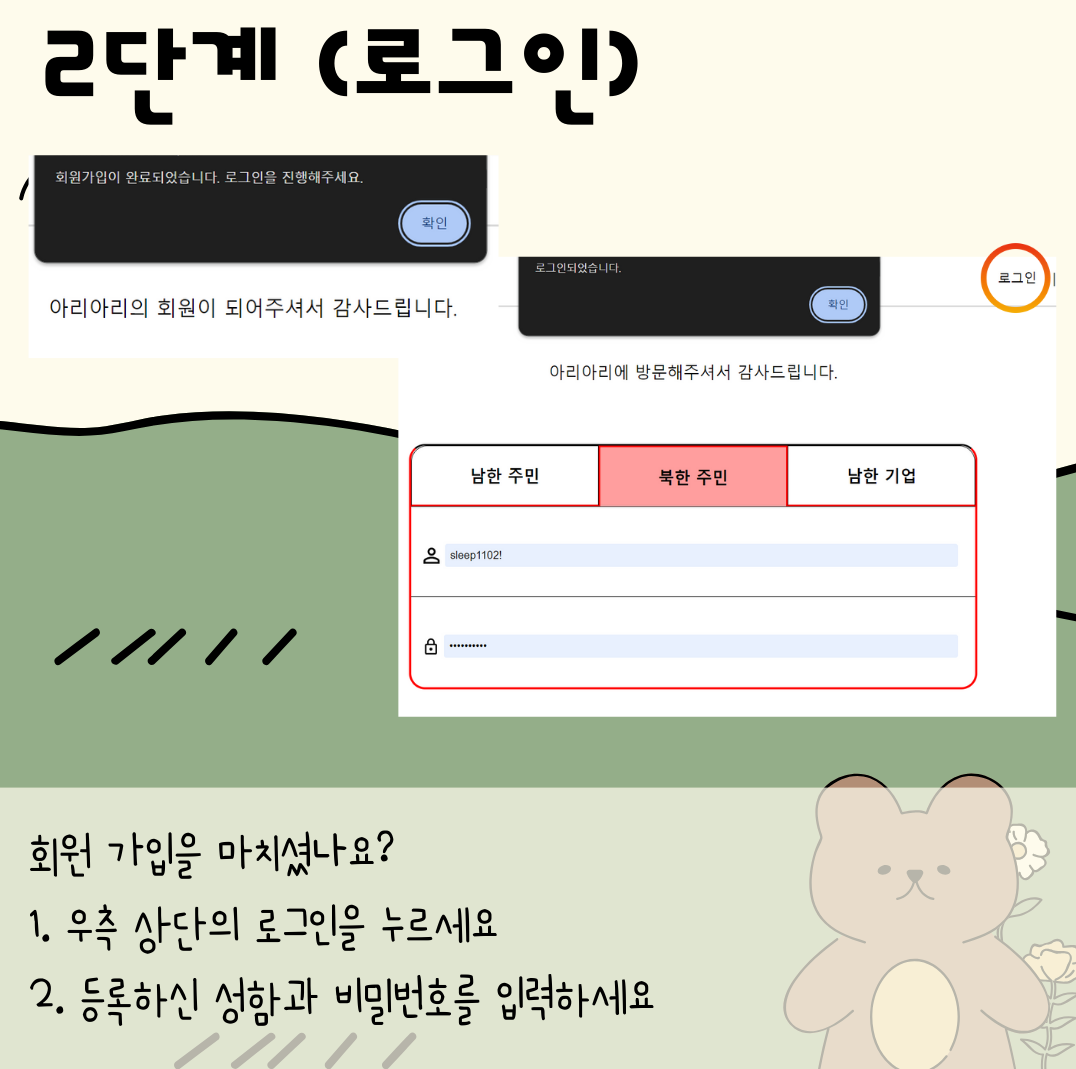 2단계 (로그인)
회원가입이 완료되었습니다. 로그인을 진행해주세요.
확인
아리아리의 회원이 되어주셔서 감사드립니다.
로그인되었습니다.
확인
로그인
아리아리에 방문해주셔서 감사드립니다.
남한 주민
북한 주민
남한 기업
sleep1102!
••••••••••
회원 가입을 마치셨나요?
1. 우측 상단의 로그인을 누르세요
2. 등록하신 성함과 비밀번호를 입력하세요